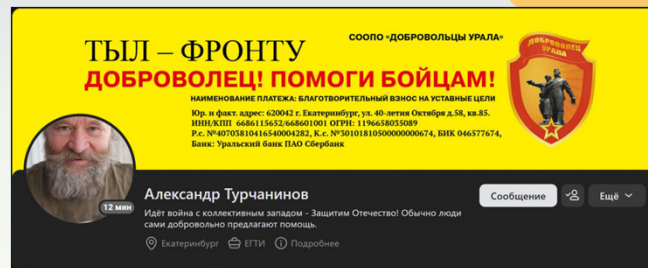 СООПО «ДОБРОВОЛЬЦЫ УРАЛА»
ТЫЛ – ФРОНТУ
ДОБРОВОЛЕЦ! ПОМОГИ БОЙЦАМ!
НАИМЕНОВАНИЕ ПЛАТЕЖА: БЛАГОТВОРИТЕЛЬНЫЙ ВЗНОС НА УСТАВНЫЕ ЦЕЛИ
Юр. и факт. адрес: 620042 г. Екатеринбург, ул. 40-летия Октября д.58, кв.85.
ИНН/КПП 6686115652/668601001 ОГРН: 1196658035089
Р.с. №40703810416540004282, К.с. №30101810500000000674, БИК 046577674,
Банк: Уральский банк ПАО Сбербанк
ДОБРОВОЛЕЦ
УРАЛА
12 мин
Александр Турчанинов
Сообщение
Ещё
Идёт война с коллективным западом - Защитим Отечество! Обычно люди
сами добровольно предлагают помощь.
Екатеринбург ЕГТИ Подробнее